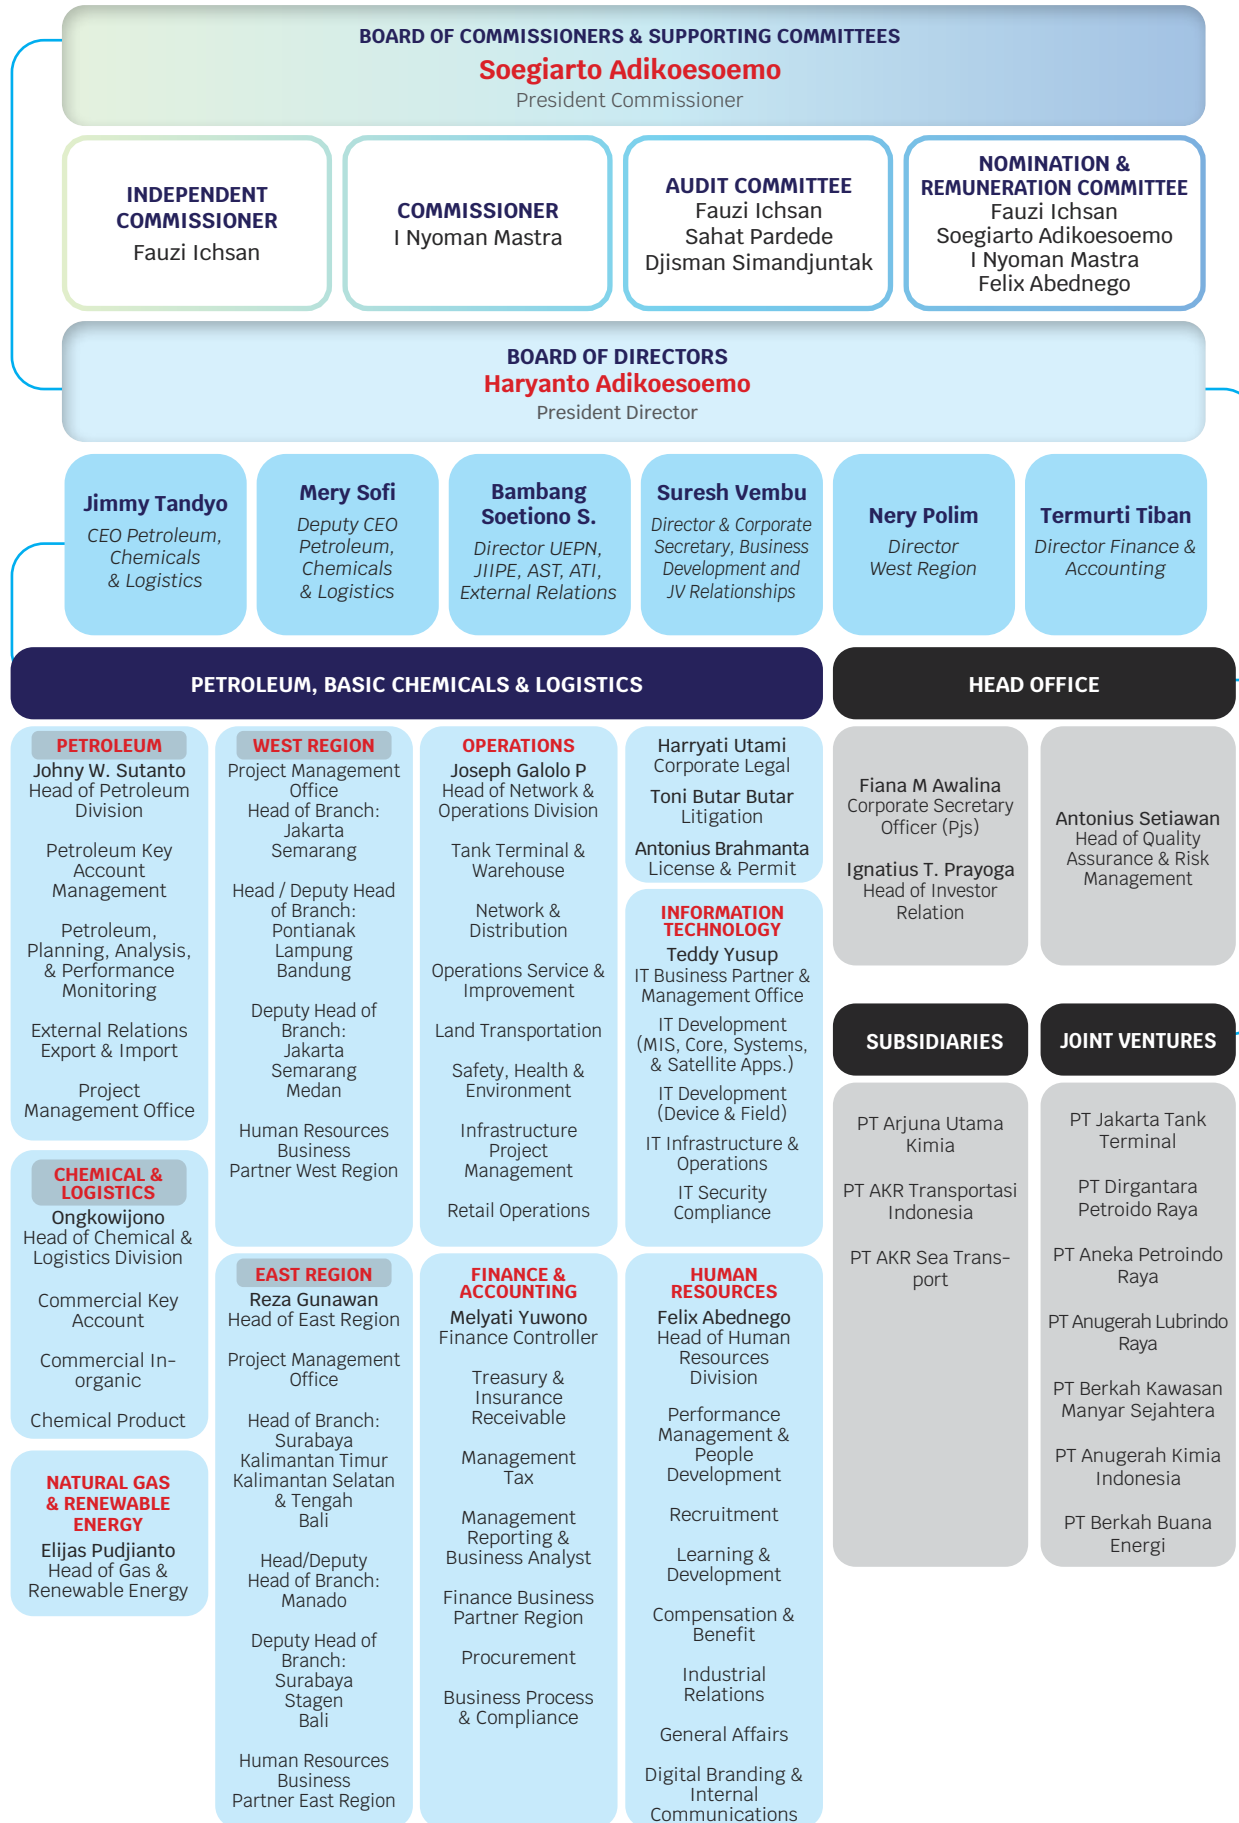 BOARD OF COMMISSIONERS & SUPPORTING COMMITTEES
Soegiarto Adikoesoemo
President Commissioner
INDEPENDENT
COMMISSIONER
Fauzi Ichsan
COMMISSIONER
I Nyoman Mastra
AUDIT COMMITTEE
Fauzi Ichsan
Sahat Pardede
Djisman Simandjuntak
NOMINATION &
REMUNERATION COMMITTEE
Fauzi Ichsan
Soegiarto Adikoesoemo
I Nyoman Mastra
Felix Abednego
BOARD OF DIRECTORS
Haryanto Adikoesoemo
President Director
Jimmy Tandyo
CEO Petroleum,
Chemicals
& Logistics
Mery Sofi
Deputy CEO
Petroleum,
Chemicals
& Logistics
Bambang
Soetiono S.
Director UEPN,
JIIPE, AST, ATI,
External Relations
Suresh Vembu
Director & Corporate
Secretary, Business
Development and
JV Relationships
Nery Polim
Director
West Region
Termurti Tiban
Director Finance &
Accounting
PETROLEUM, BASIC CHEMICALS & LOGISTICS
PETROLEUM
Johny W. Sutanto
Head of Petroleum
Division
Petroleum Key
Account
Management
Petroleum,
Planning, Analysis,
& Performance
Monitoring
External Relations
Export & Import
Project
Management Office
CHEMICAL &
LOGISTICS
Ongkowijono
Head of Chemical &
Logistics Division
Commercial Key
Account
Commercial In-
organic
Chemical Product
NATURAL GAS
& RENEWABLE
ENERGY
Elijas Pudjianto
Head of Gas &
Renewable Energy
WEST REGION
Project Management
Office
Head of Branch:
Jakarta
Semarang
Head / Deputy Head
of Branch:
Pontianak
Lampung
Bandung
Deputy Head of
Branch:
Jakarta
Semarang
Medan
Human Resources
Business
Partner West Region
EAST REGION
Reza Gunawan
Head of East Region
Project Management
Office
Head of Branch:
Surabaya
Kalimantan Timur
Kalimantan Selatan
& Tengah
Bali
Head/Deputy
Head of Branch:
Manado
Deputy Head of
Branch:
Surabaya
Stagen
Bali
Human Resources
Business
Partner East Region
OPERATIONS
Joseph Galolo P
Head of Network &
Operations Division
Tank Terminal &
Warehouse
Network &
Distribution
Operations Service &
Improvement
Land Transportation
Safety, Health &
Environment
Infrastructure
Project
Management
Retail Operations
FINANCE &
ACCOUNTING
Melyati Yuwono
Finance Controller
Treasury &
Insurance
Receivable
Management
Tax
Management
Reporting &
Business Analyst
Finance Business
Partner Region
Procurement
Business Process
& Compliance
Harryati Utami
Corporate Legal
Toni Butar Butar
Litigation
Antonius Brahmanta
License & Permit
INFORMATION
TECHNOLOGY
Teddy Yusup
IT Business Partner &
Management Office
IT Development
(MIS, Core, Systems,
& Satellite Apps.)
IT Development
(Device & Field)
IT Infrastructure &
Operations
IT Security
Compliance
HUMAN
RESOURCES
Felix Abednego
Head of Human
Resources
Division
Performance
Management &
People
Development
Recruitment
Learning &
Development
Compensation &
Benefit
Industrial
Relations
General Affairs
Digital Branding &
Internal
Communications
HEAD OFFICE
Fiana M Awalina
Corporate Secretary
Officer (Pjs)
Ignatius T. Prayoga
Head of Investor
Relation
Antonius Setiawan
Head of Quality
Assurance & Risk
Management
SUBSIDIARIES
PT Arjuna Utama
Kimia
PT AKR Transportasi
Indonesia
PT AKR Sea Trans-
port
JOINT VENTURES
PT Jakarta Tank
Terminal
PT Dirgantara
Petroido Raya
PT Aneka Petroindo
Raya
PT Anugerah Lubrindo
Raya
PT Berkah Kawasan
Manyar Sejahtera
PT Anugerah Kimia
Indonesia
PT Berkah Buana
Energi